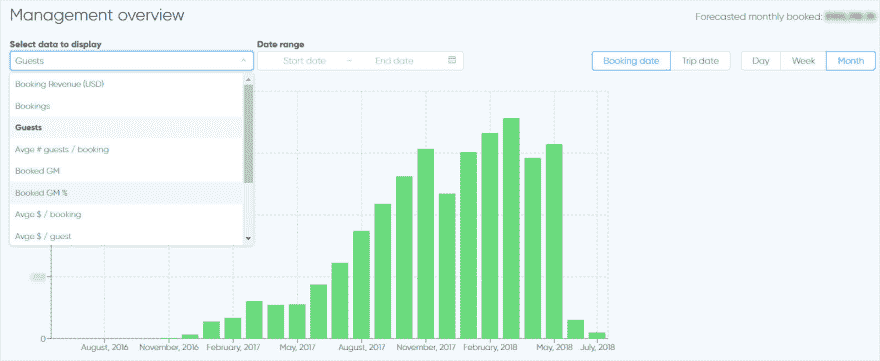 Management overview
Forecasted monthly booked:
Select data to display
Date range
Guests
Start date ~ End date
Booking date Trip date
Day Week Month
Booking Revenue (USD)
Bookings
Guests
Avge # guests / booking
Booked GM
Booked GM %
Avge $ / booking
Avge $ / guest
0
August, 2016 November, 2016 February, 2017 May, 2017 August, 2017 November, 2017 February, 2018 May, 2018 July, 2018